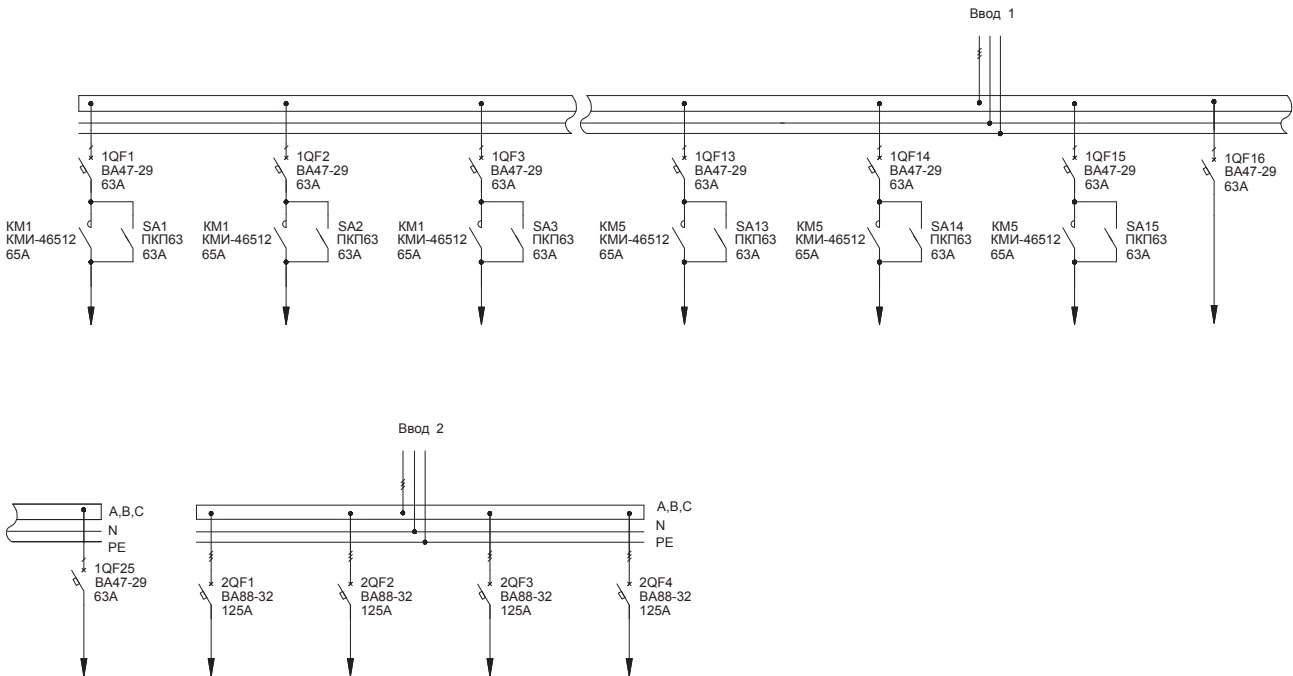 Ввод 1
1QF1
ВА47-29
63А
1QF2
ВА47-29
63А
1QF3
ВА47-29
63А
1QF13
ВА47-29
63А
1QF14
ВА47-29
63А
1QF15
ВА47-29
63А
1QF16
ВА47-29
63А
КМ1
КМИ-46512
65А
SA1
ПКП63
63А
КМ1
КМИ-46512
65А
SA2
ПКП63
63А
КМ1
КМИ-46512
65А
SA3
ПКП63
63А
КМ5
КМИ-46512
65А
SA13
ПКП63
63А
КМ5
КМИ-46512
65А
SA14
ПКП63
63А
КМ5
КМИ-46512
65А
SA15
ПКП63
63А
Ввод 2
A,B,C
N
PE
1QF25
ВА47-29
63А
A,B,C
N
PE
2QF1
ВА88-32
125А
2QF2
ВА88-32
125А
2QF3
ВА88-32
125А
2QF4
ВА88-32
125А